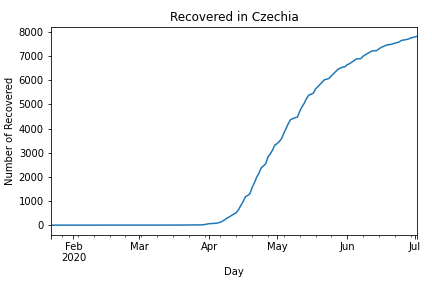 Recovered in Czechia
Number of Recovered
8000
7000
6000
5000
4000
3000
2000
1000
0
Feb
2020
Mar
Apr
May
Jun
Jul
Day